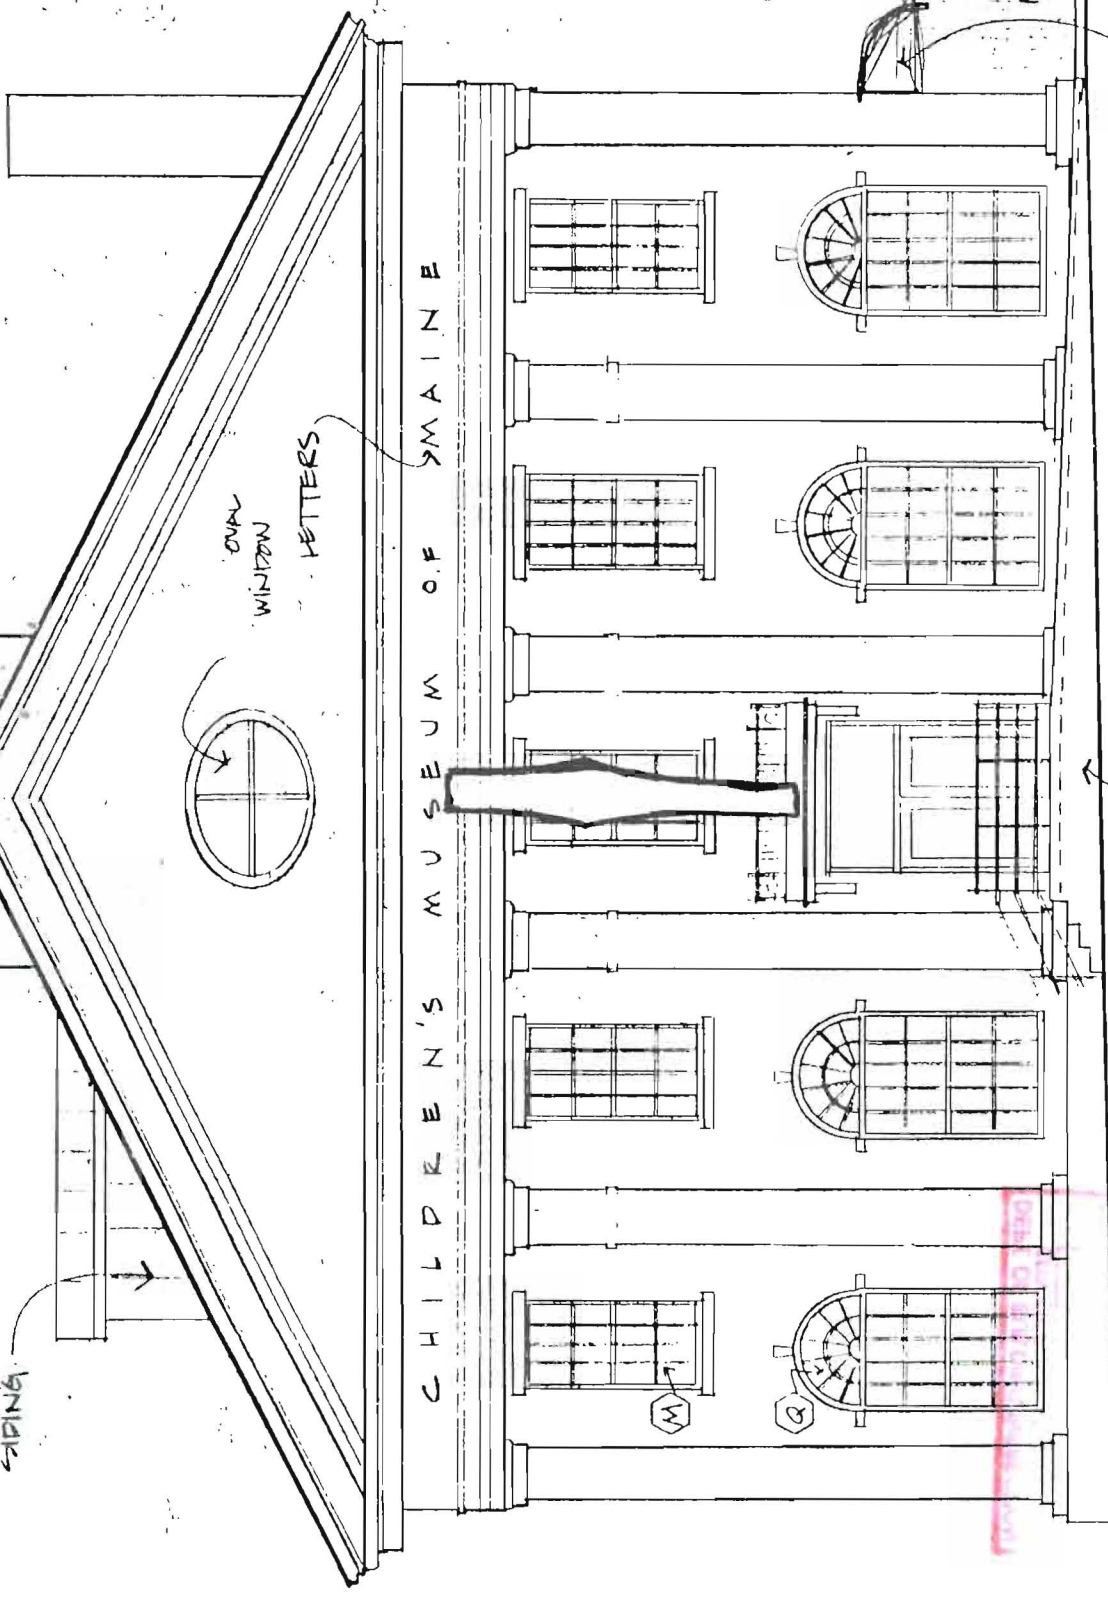 SIDING
OVAL
WINDOW
LETTERS
CHILDREN'S MUSEUM OF MAINE
M
Q